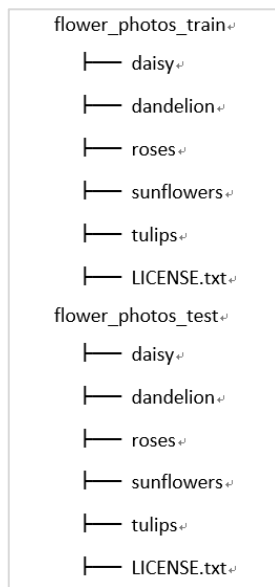 flower_photos_train
├── daisy
├── dandelion
├── roses
├── sunflowers
├── tulips
├── LICENSE.txt
flower_photos_test
├── daisy
├── dandelion
├── roses
├── sunflowers
├── tulips
├── LICENSE.txt